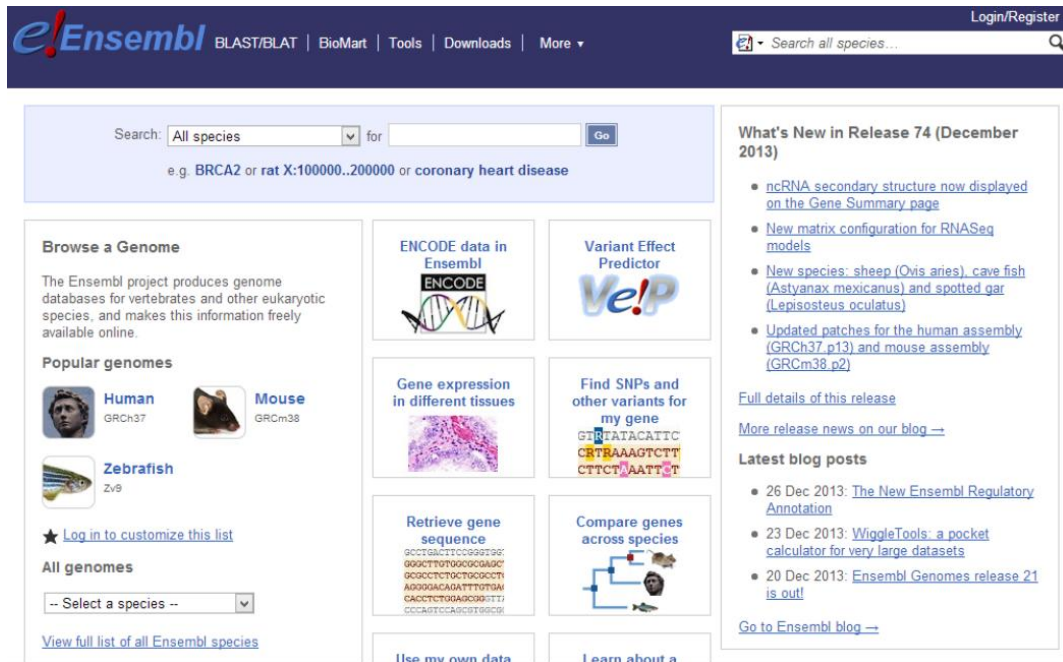 Login/Register
e!Ensembl BLAST/BLAT | BioMart | Tools | Downloads | More ▾
Search all species...
Search: All species for Go
e.g. BRCA2 or rat X:100000..200000 or coronary heart disease
Browse a Genome
The Ensembl project produces genome
databases for vertebrates and other eukaryotic
species, and makes this information freely
available online.
Popular genomes
Human
GRCh37
Mouse
GRCm38
Zebrafish
Zv9
Log in to customize this list
All genomes
-- Select a species --
View full list of all Ensembl species
ENCODE data in
Ensembl
ENCODE
Variant Effect
Predictor
Ve!P
Gene expression
in different tissues
Find SNPs and
other variants for
my gene
GTRTATACATTC
CRTRAAAGTCTT
CTTCTAAATTCT
Retrieve gene
sequence
GCCTGACTTCCGGGTGG
GGGCTTGTGGCGCGAGC
GCGCCTCTGCTGCGCCT
AGGGGACAGATTTGTGA
CACCTCTGGAGCGGGTT
CCCAGTCCAGCGTGGCG
Compare genes
across species
Use my own data
Learn about a
What's New in Release 74 (December
2013)
ncRNA secondary structure now displayed
on the Gene Summary page
New matrix configuration for RNASeq
models
New species: sheep (Ovis aries), cave fish
(Astyanax mexicanus) and spotted gar
(Lepisosteus oculatus)
Updated patches for the human assembly
(GRCh37.p13) and mouse assembly
(GRCm38.p2)
Full details of this release
More release news on our blog →
Latest blog posts
26 Dec 2013: The New Ensembl Regulatory
Annotation
23 Dec 2013: WiggleTools: a pocket
calculator for very large datasets
20 Dec 2013: Ensembl Genomes release 21
is out!
Go to Ensembl blog →